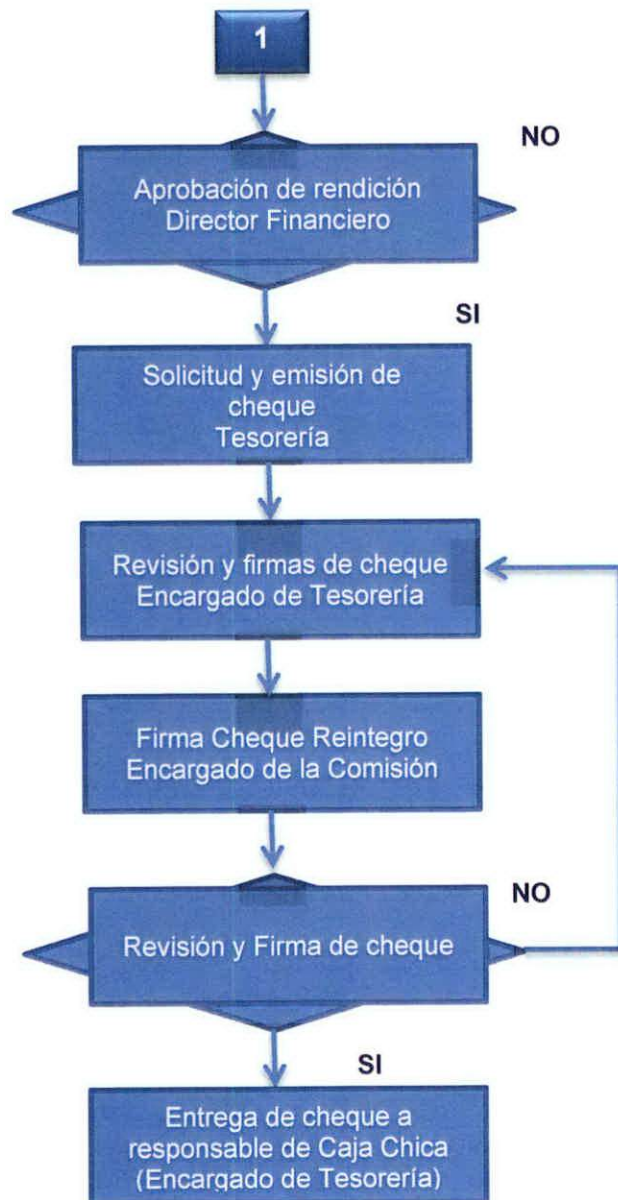 1
NO
Aprobación de rendición
Director Financiero
SI
Solicitud y emisión de
cheque
Tesorería
Revisión y firmas de cheque
Encargado de Tesorería
Firma Cheque Reintegro
Encargado de la Comisión
NO
Revisión y Firma de cheque
SI
Entrega de cheque a
responsable de Caja Chica
(Encargado de Tesorería)